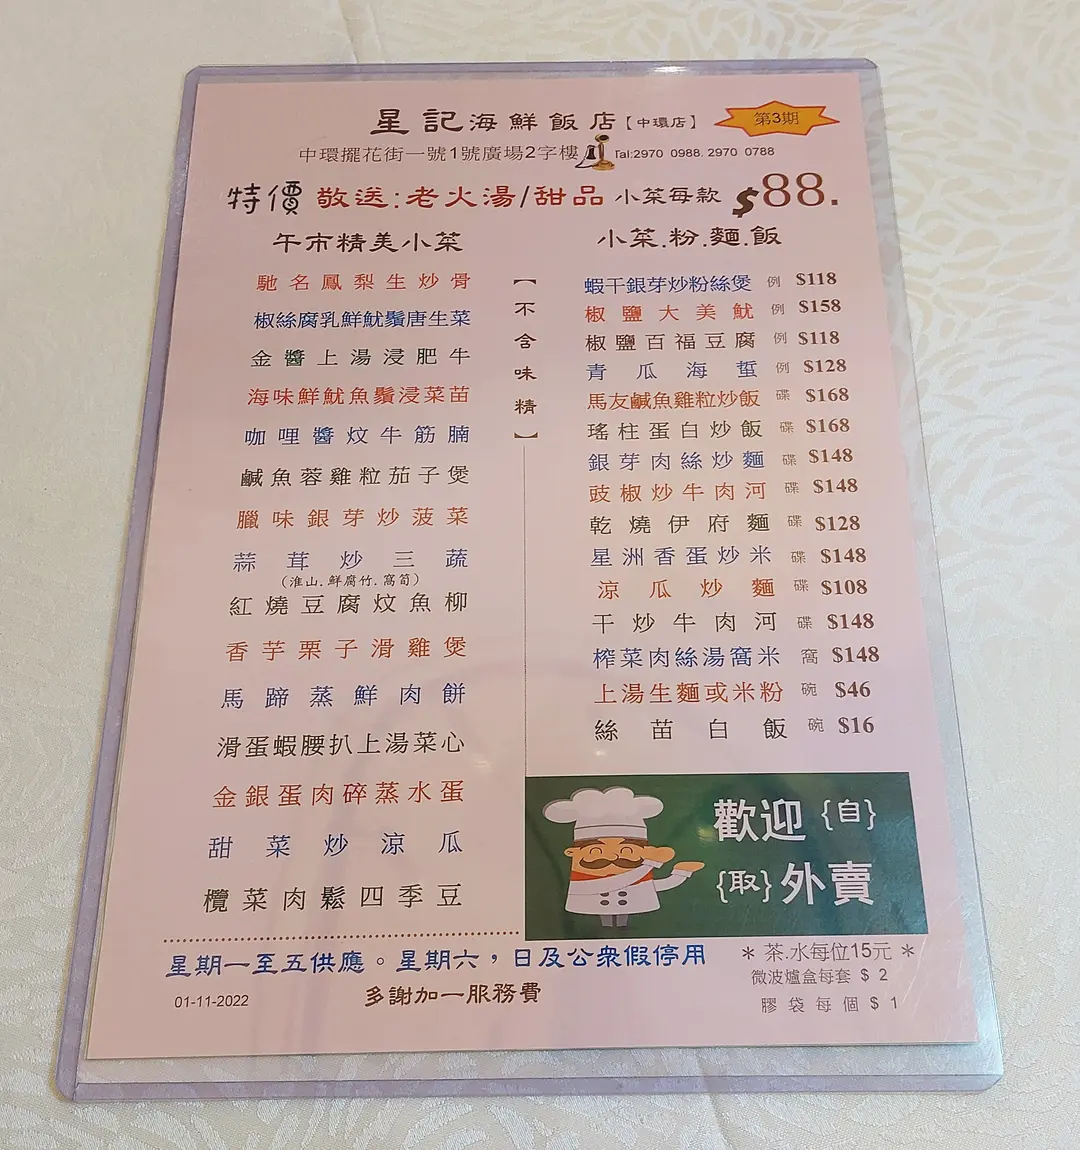 星記海鮮飯店【中環店】
第3期
中環擺花街一號1號廣場2字樓
Tal:2970 0988. 2970 0788
特價 敬送:老火湯/甜品 小菜每款 $88.
午市精美小菜
馳名鳳梨生炒骨
椒絲腐乳鮮魷鬚唐生菜
金醬上湯浸肥牛
海味鮮魷魚鬚浸菜苗
咖哩醬炆牛筋腩
鹹魚蓉雞粒茄子煲
臘味銀芽炒菠菜
蒜茸炒三蔬
(淮山.鮮腐竹.窩筍)
紅燒豆腐炆魚柳
香芋栗子滑雞煲
馬蹄蒸鮮肉餅
滑蛋蝦腰扒上湯菜心
金銀蛋肉碎蒸水蛋
甜菜炒涼瓜
欖菜肉鬆四季豆
【不含味精】
小菜.粉.麵.飯
蝦干銀芽炒粉絲煲 例 $118
椒鹽大美魷 例 $158
椒鹽百福豆腐 例 $118
青瓜海蜇 例 $128
馬友鹹魚雞粒炒飯 碟 $168
瑤柱蛋白炒飯 碟 $168
銀芽肉絲炒麵 碟 $148
豉椒炒牛肉河 碟 $148
乾燒伊府麵 碟 $128
星洲香蛋炒米 碟 $148
涼瓜炒麵 碟 $108
干炒牛肉河 碟 $148
榨菜肉絲湯窩米 窩 $148
上湯生麵或米粉 碗 $46
絲苗白飯 碗 $16
歡迎{自}
{取}外賣
星期一至五供應。星期六,日及公眾假停用
01-11-2022
多謝加一服務費
*茶.水每位15元*
微波爐盒每套 $ 2
膠袋每個 $ 1